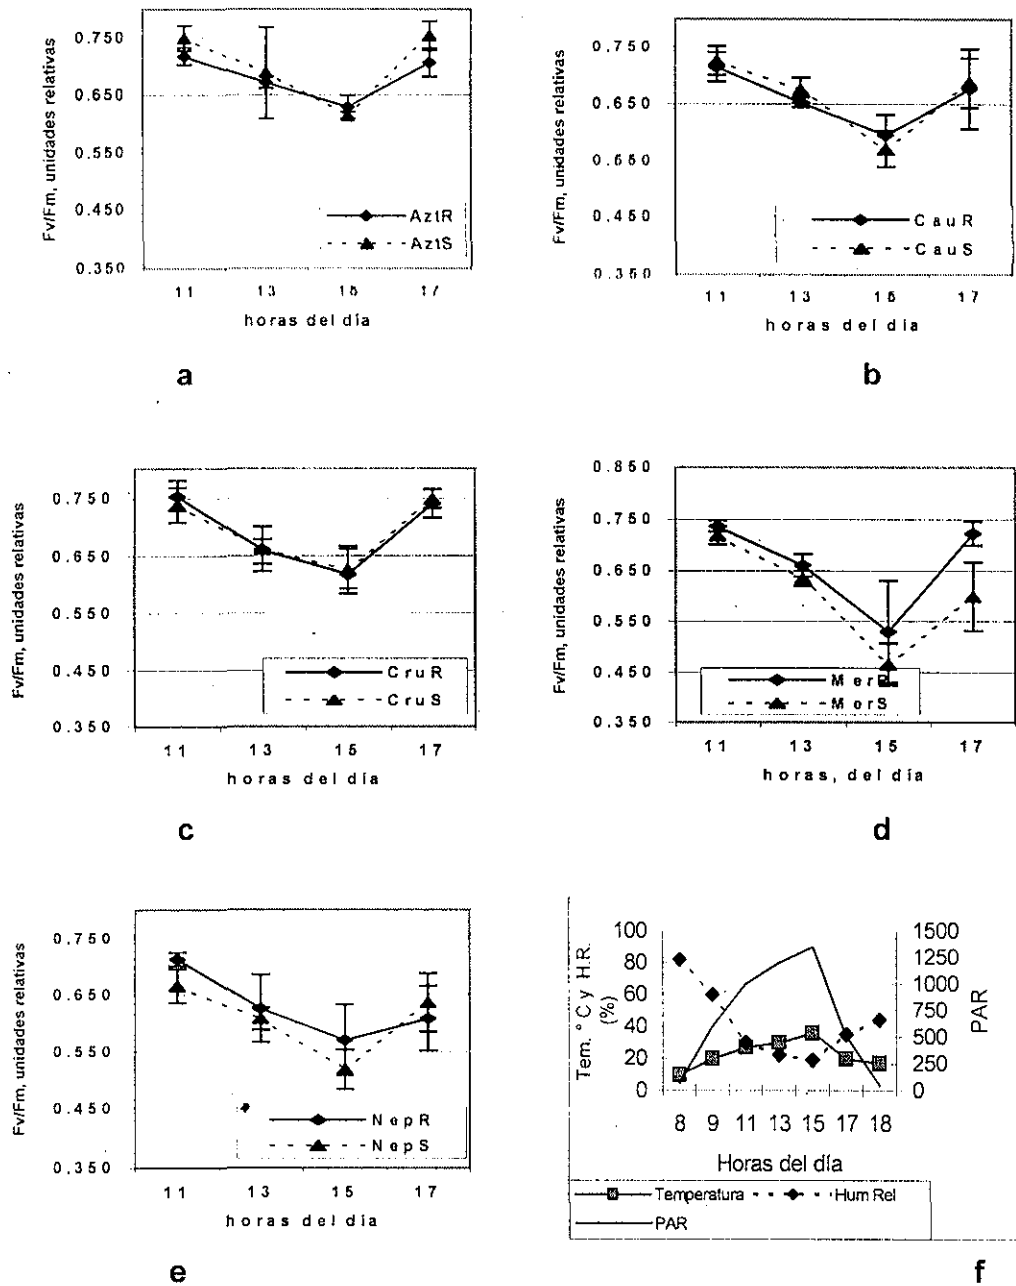 0.750
0.650
0.550
0.450
0.350
Fv/Fm, unidades relativas
AztR
AztS
11 13 15 17
horas del día
a
0.750
0.650
0.550
0.450
0.350
Fv/Fm, unidades relativas
CauR
CauS
11 13 15 17
horas del día
b
0.750
0.650
0.550
0.450
0.350
Fv/Fm, unidades relativas
CruR
CruS
11 13 15 17
horas del día
c
0.850
0.750
0.650
0.550
0.450
0.350
Fv/Fm, unidades relativas
MerR
MerS
11 13 15 17
horas, del día
d
0.750
0.650
0.550
0.450
0.350
Fv/Fm, unidades relativas
NepR
NepS
11 13 15 17
horas del día
e
100
80
60
40
20
0
Tem. °C y H.R.
(%)
1500
1250
1000
750
500
250
0
PAR
8 9 11 13 15 17 18
Horas del día
Temperatura Hum Rel
PAR
f